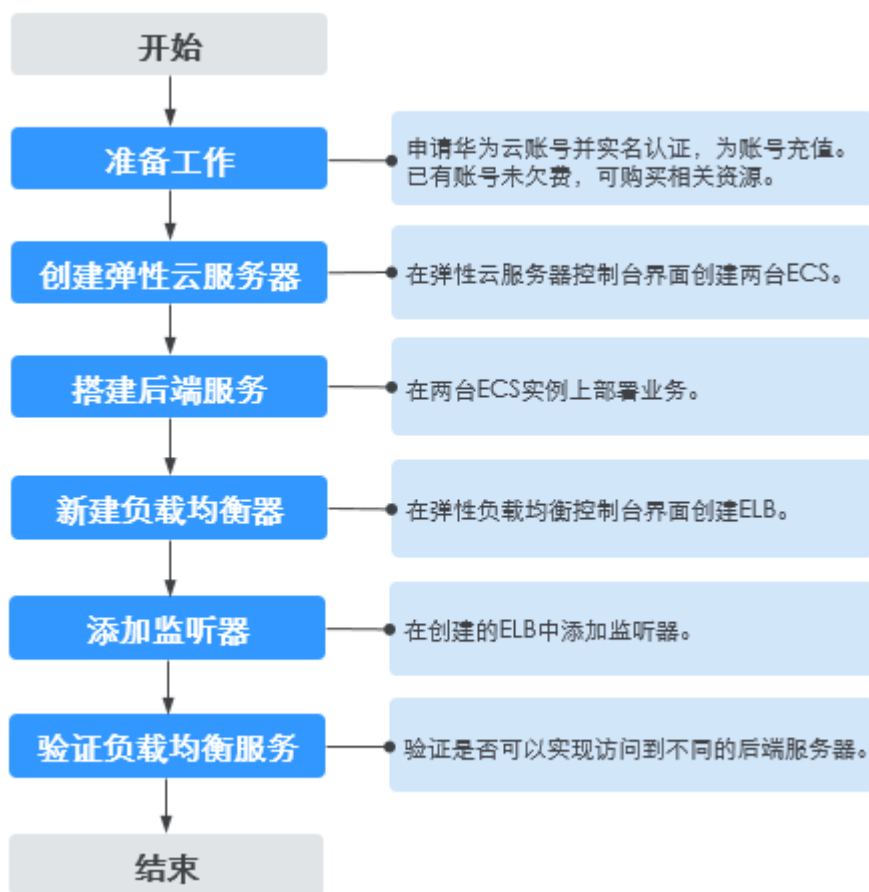 开始
准备工作
申请华为云账号并实名认证，为账号充值。
已有账号未欠费，可购买相关资源。
创建弹性云服务器
在弹性云服务器控制台界面创建两台ECS。
搭建后端服务
在两台ECS实例上部署业务。
新建负载均衡器
在弹性负载均衡控制台界面创建ELB。
添加监听器
在创建的ELB中添加监听器。
验证负载均衡服务
验证是否可以实现访问到不同的后端服务器。
结束